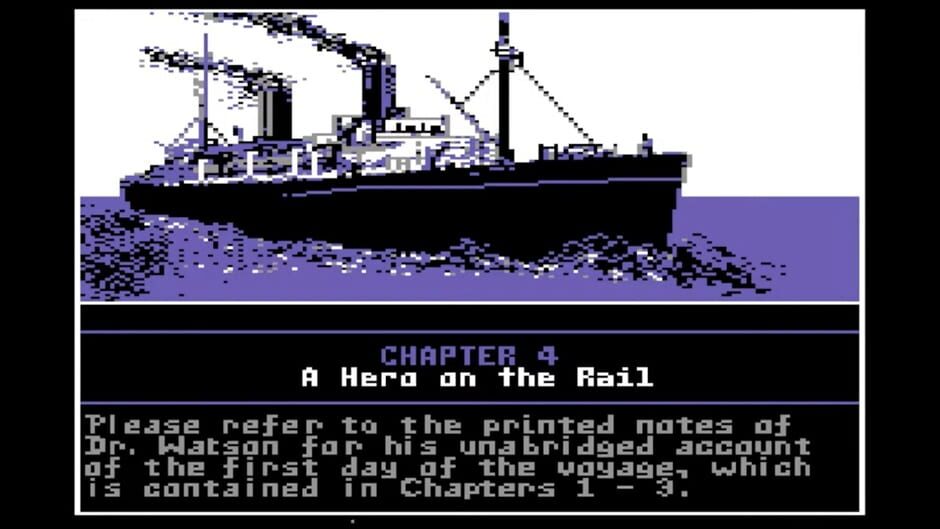 CHAPTER 4
A Hero on the Rail
Please refer to the printed notes of
Dr. Watson for his unabridged account
of the first day of the voyage, which
is contained in Chapters 1 - 3.